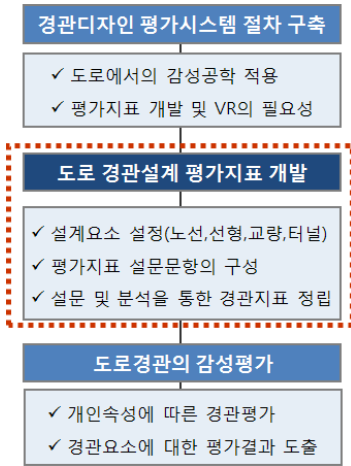 경관디자인 평가시스템 절차 구축
✓ 도로에서의 감성공학 적용
✓ 평가지표 개발 및 VR의 필요성
도로 경관설계 평가지표 개발
✓ 설계요소 설정(노선,선형,교량,터널)
✓ 평가지표 설문문항의 구성
✓ 설문 및 분석을 통한 경관지표 정립
도로경관의 감성평가
✓ 개인속성에 따른 경관평가
✓ 경관요소에 대한 평가결과 도출